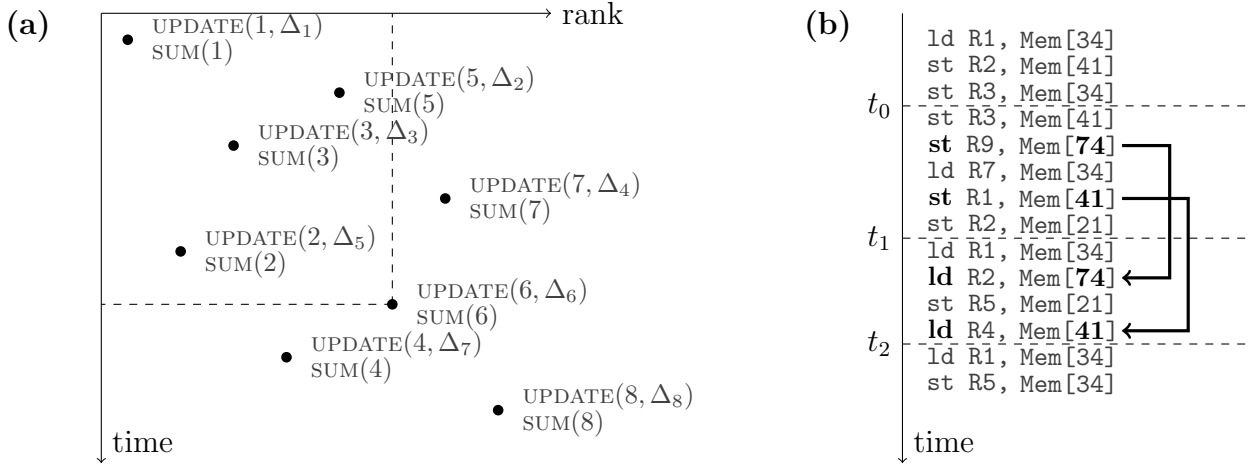 (a)
rank
UPDATE(1, Δ₁)
SUM(1)
UPDATE(5, Δ₂)
SUM(5)
UPDATE(3, Δ₃)
SUM(3)
UPDATE(7, Δ₄)
SUM(7)
UPDATE(2, Δ₅)
SUM(2)
UPDATE(6, Δ₆)
SUM(6)
UPDATE(4, Δ₇)
SUM(4)
UPDATE(8, Δ₈)
SUM(8)
time
(b)
ld R1, Mem[34]
st R2, Mem[41]
st R3, Mem[34]
t₀
st R3, Mem[41]
st R9, Mem[74]
ld R7, Mem[34]
st R1, Mem[41]
st R2, Mem[21]
t₁
ld R1, Mem[34]
ld R2, Mem[74]
st R5, Mem[21]
ld R4, Mem[41]
t₂
ld R1, Mem[34]
st R5, Mem[34]
time